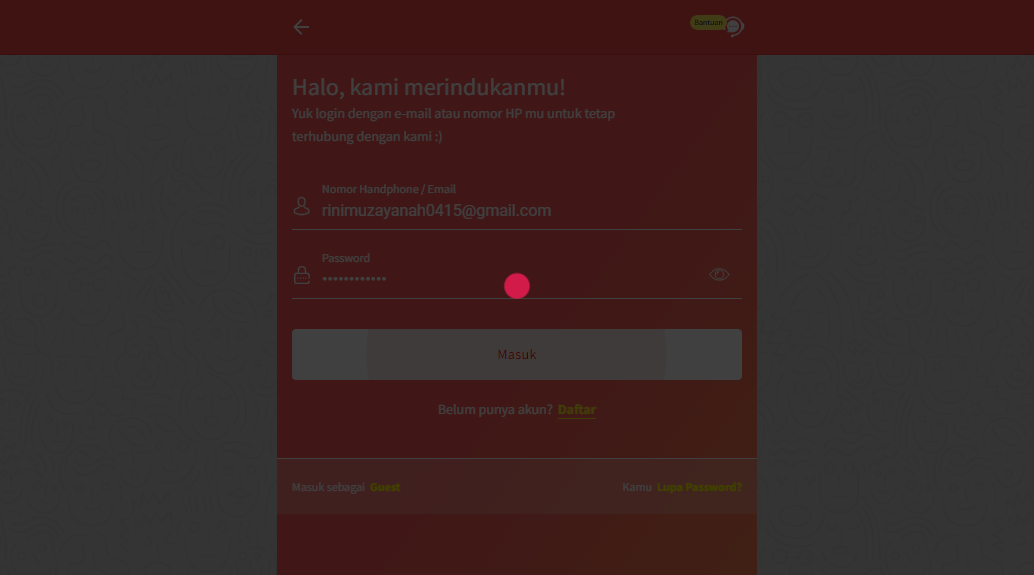 Bantuan
Halo, kami merindukanmu!
Yuk login dengan e-mail atau nomor HP mu untuk tetap
terhubung dengan kami :)
Nomor Handphone / Email
rinimuzayanah0415@gmail.com
Password
••••••••••••
Masuk
Belum punya akun? Daftar
Masuk sebagai Guest
Kamu Lupa Password?